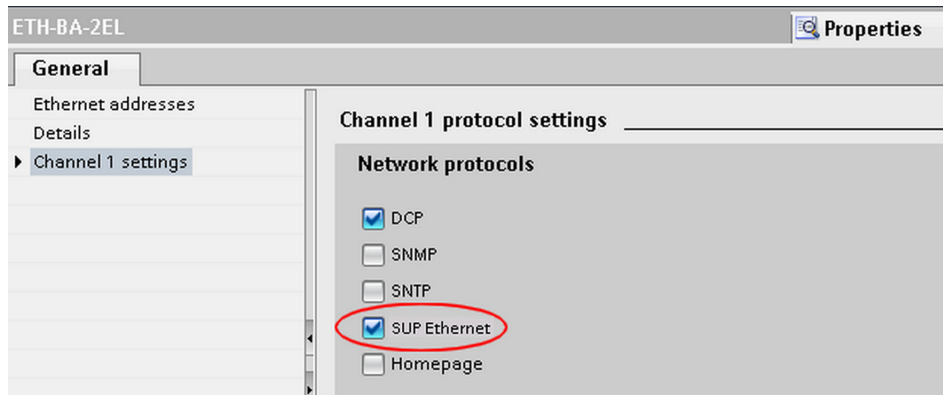 ETH-BA-2EL
Properties
General
Ethernet addresses
Details
Channel 1 settings
Channel 1 protocol settings
Network protocols
DCP
SNMP
SNTP
SUP Ethernet
Homepage